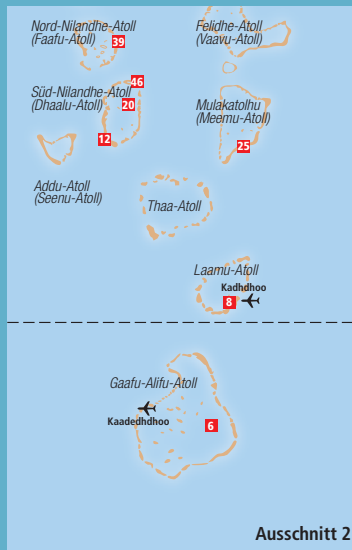 Nord-Nilandhe-Atoll
(Faafu-Atoll)
39
Felidhe-Atoll
(Vaavu-Atoll)
46
Süd-Nilandhe-Atoll
(Dhaalu-Atoll)
20
12
Mulakatolhu
(Meemu-Atoll)
25
Addu-Atoll
(Seenu-Atoll)
Thaa-Atoll
Laamu-Atoll
Kadhdhoo
8
Gaafu-Alifu-Atoll
Kaadedhdhoo
6
Ausschnitt 2